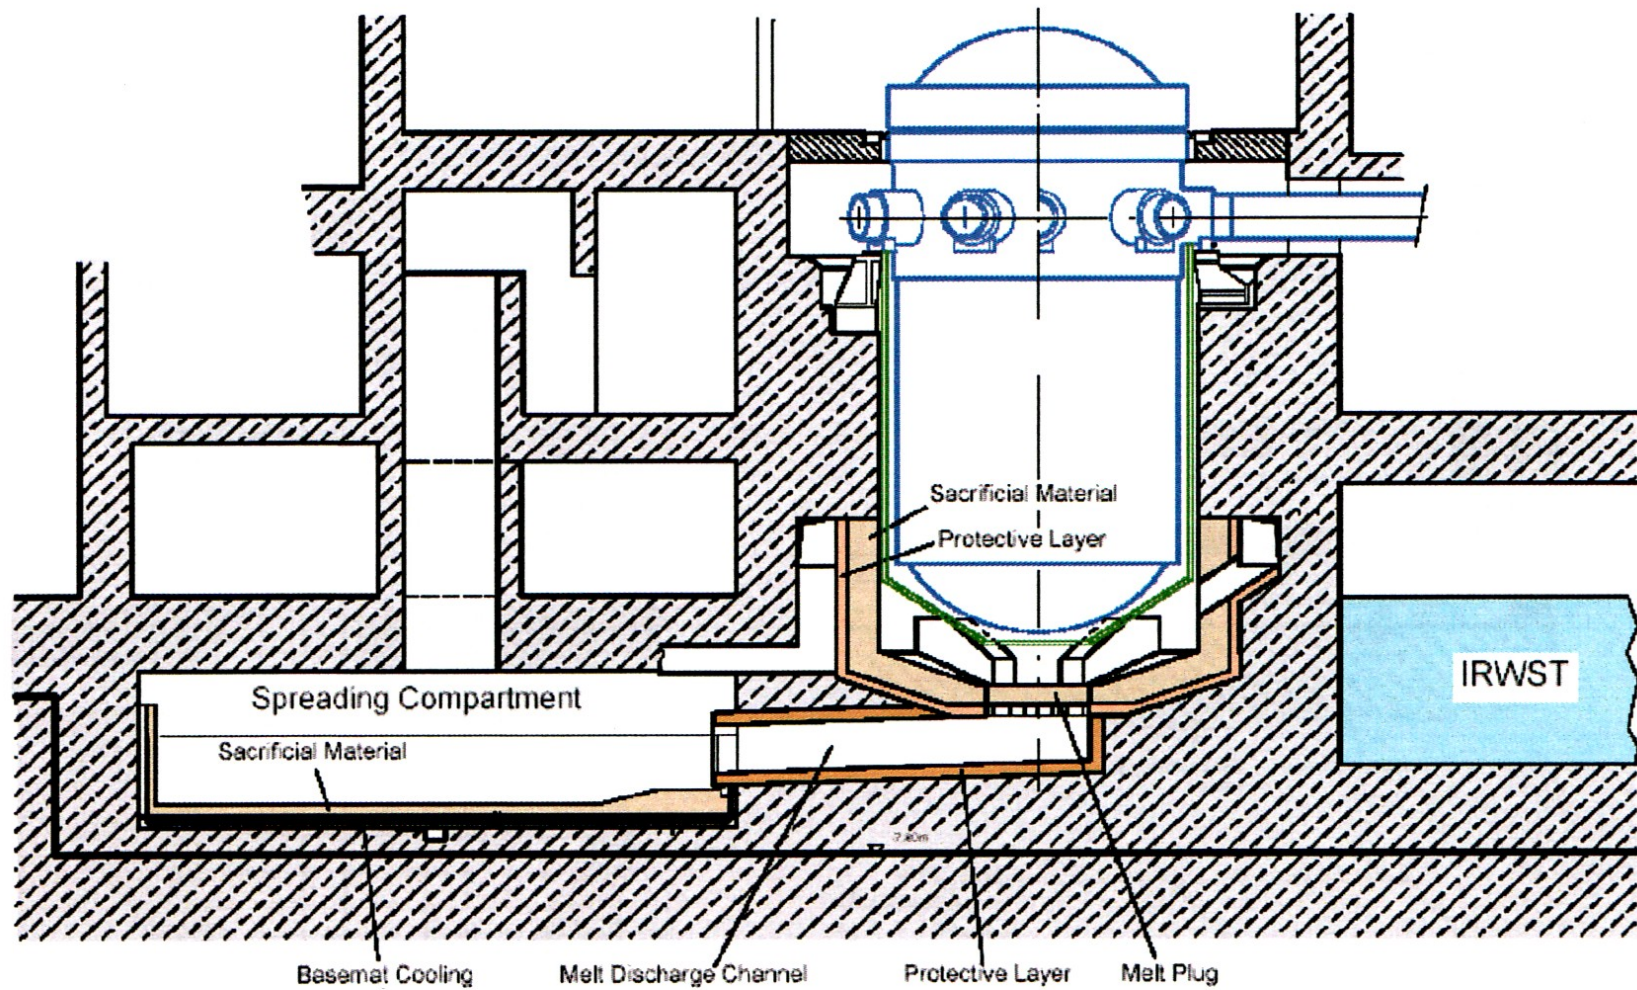 Sacrificial Material
Protective Layer
IRWST
Spreading Compartment
Sacrificial Material
Basemat Cooling
Melt Discharge Channel
Protective Layer
Melt Plug